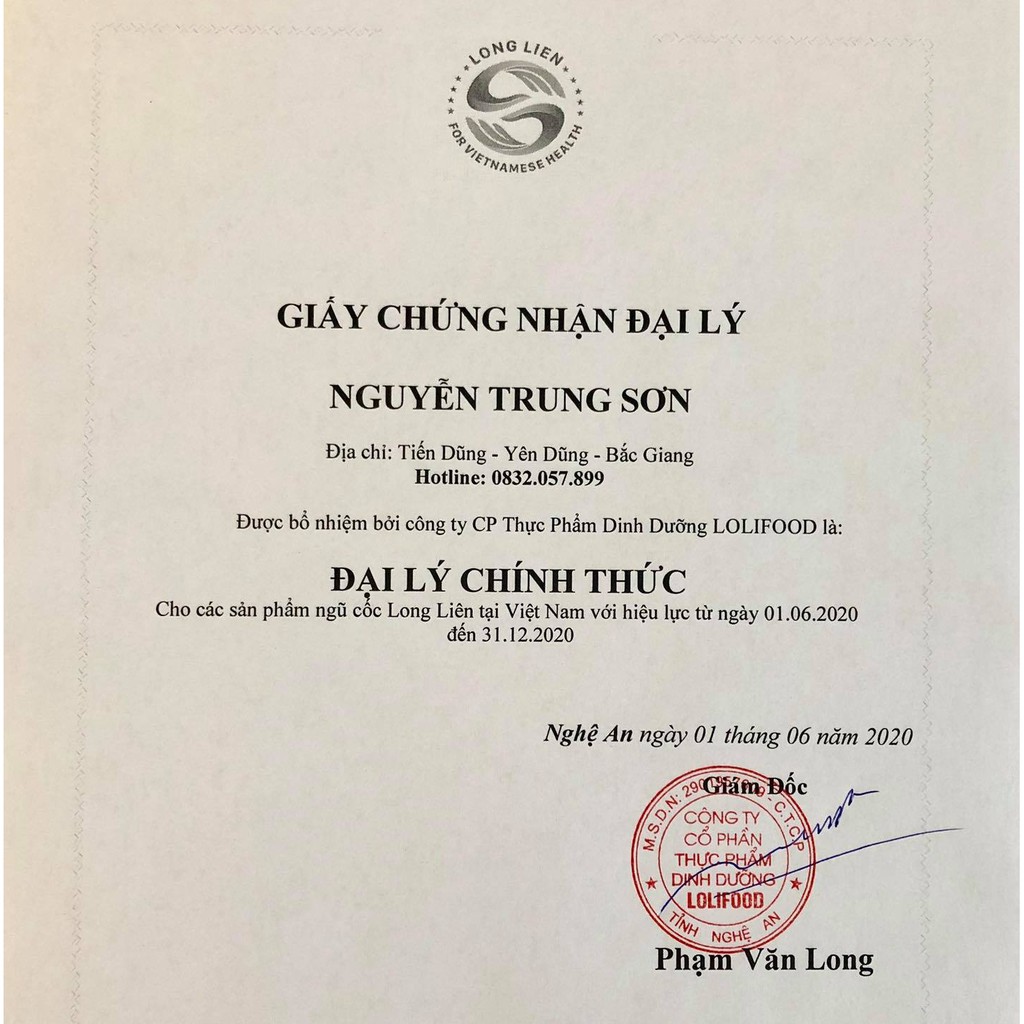 LONG LIEN
FOR VIETNAMESE HEALTH
GIẤY CHỨNG NHẬN ĐẠI LÝ
NGUYỄN TRUNG SƠN
Địa chỉ: Tiến Dũng - Yên Dũng - Bắc Giang
Hotline: 0832.057.899
Được bổ nhiệm bởi công ty CP Thực Phẩm Dinh Dưỡng LOLIFOOD là:
ĐẠI LÝ CHÍNH THỨC
Cho các sản phẩm ngũ cốc Long Liên tại Việt Nam với hiệu lực từ ngày 01.06.2020
đến 31.12.2020
Nghệ An ngày 01 tháng 06 năm 2020
Giám Đốc
M.S.D.N: C.T.C.P
CÔNG TY
CỔ PHẦN
THỰC PHẨM
DINH DƯỠNG
LOLIFOOD
TỈNH NGHỆ AN
Phạm Văn Long